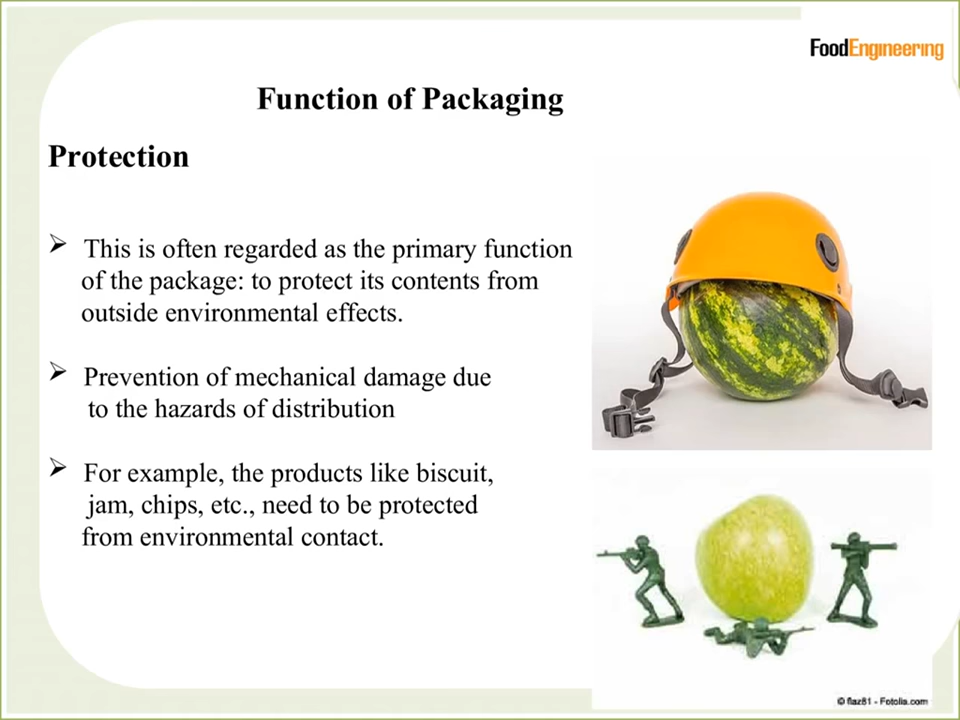 FoodEngineering
Function of Packaging
Protection
➢ This is often regarded as the primary function
of the package: to protect its contents from
outside environmental effects.
➢ Prevention of mechanical damage due
to the hazards of distribution
➢ For example, the products like biscuit,
jam, chips, etc., need to be protected
from environmental contact.
© flaz81 - Fotolia.com